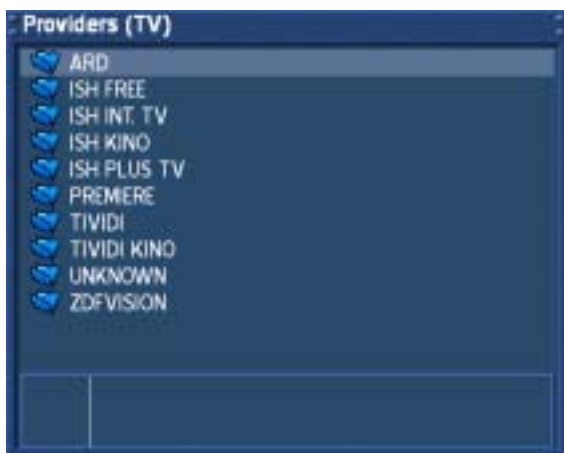 Providers (TV)
ARD
ISH FREE
ISH INT. TV
ISH KINO
ISH PLUS TV
PREMIERE
TIVIDI
TIVIDI KINO
UNKNOWN
ZDFVISION